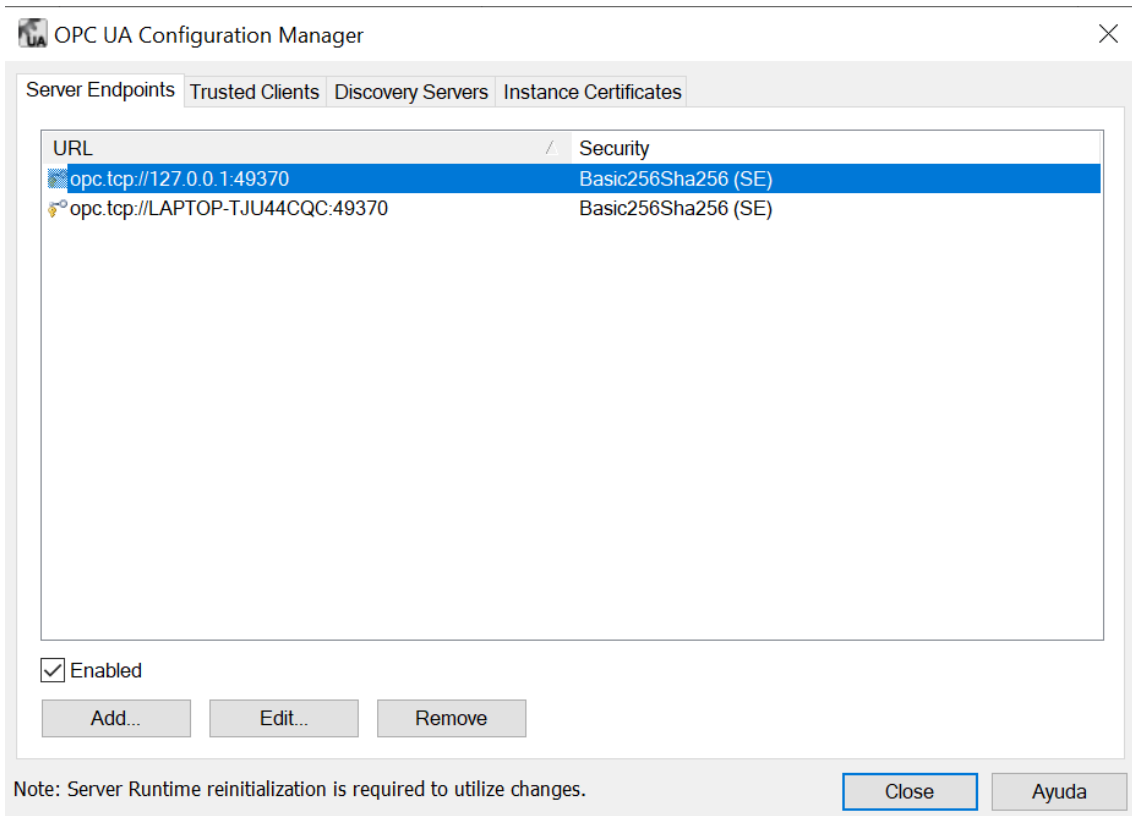 UA OPC UA Configuration Manager
Server Endpoints Trusted Clients Discovery Servers Instance Certificates
URL Security
opc.tcp://127.0.0.1:49370 Basic256Sha256 (SE)
opc.tcp://LAPTOP-TJU44CQC:49370 Basic256Sha256 (SE)
Enabled
Add... Edit... Remove
Note: Server Runtime reinitialization is required to utilize changes.
Close Ayuda